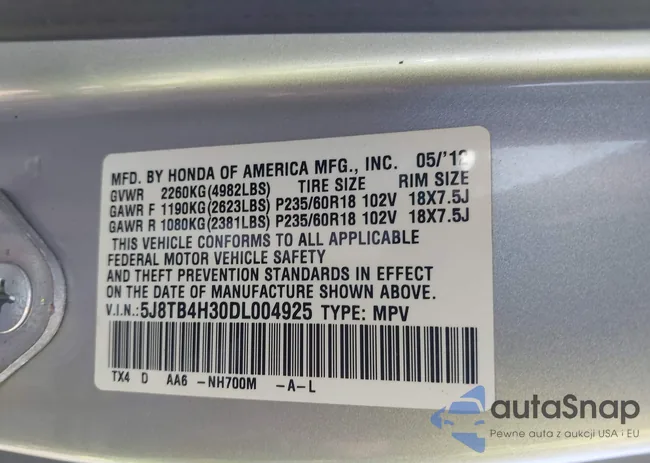 MFD. BY HONDA OF AMERICA MFG., INC. 05/'12
GVWR 2260KG(4982LBS) TIRE SIZE RIM SIZE
GAWR F 1190KG(2623LBS) P235/60R18 102V 18X7.5J
GAWR R 1080KG(2381LBS) P235/60R18 102V 18X7.5J
THIS VEHICLE CONFORMS TO ALL APPLICABLE
FEDERAL MOTOR VEHICLE SAFETY
AND THEFT PREVENTION STANDARDS IN EFFECT
ON THE DATE OF MANUFACTURE SHOWN ABOVE.
V.I.N.:5J8TB4H30DL004925 TYPE: MPV
TX4 D AA6 -NH700M -A-L
autaSnap
Pewne auta z aukcji USA i EU